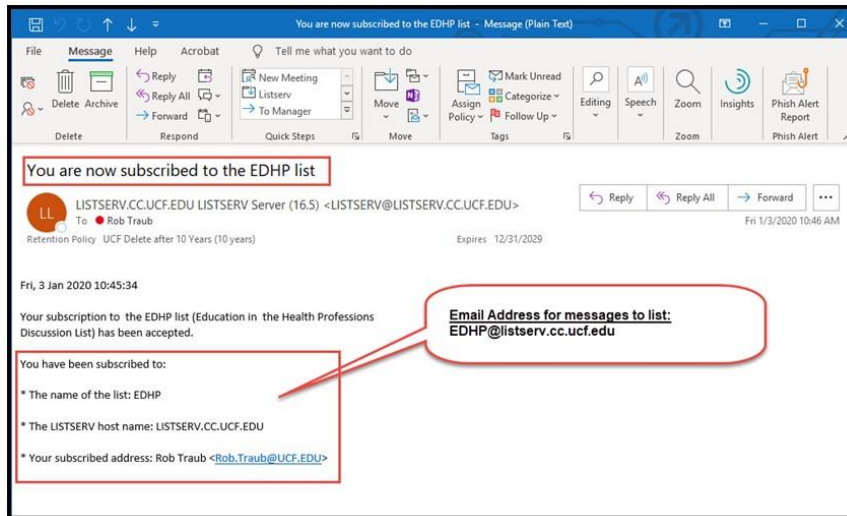 You are now subscribed to the EDHP list - Message (Plain Text)
File Message Help Acrobat Tell me what you want to do
Delete Archive
Reply
Reply All
Forward
New Meeting
Listserv
To Manager
Move
Assign Policy
Mark Unread
Categorize
Follow Up
Editing
Speech
Zoom
Insights
Phish Alert Report
Delete Respond Quick Steps Move Tags Zoom Phish Alert
You are now subscribed to the EDHP list
LL
LISTSERV.CC.UCF.EDU LISTSERV Server (16.5) <LISTSERV@LISTSERV.CC.UCF.EDU>
To Rob Traub
Reply Reply All Forward
Fri 1/3/2020 10:46 AM
Retention Policy UCF Delete after 10 Years (10 years) Expires 12/31/2029
Fri, 3 Jan 2020 10:45:34
Your subscription to the EDHP list (Education in the Health Professions
Discussion List) has been accepted.
You have been subscribed to:
* The name of the list: EDHP
* The LISTSERV host name: LISTSERV.CC.UCF.EDU
* Your subscribed address: Rob Traub <Rob.Traub@UCF.EDU>
Email Address for messages to list:
EDHP@listserv.cc.ucf.edu